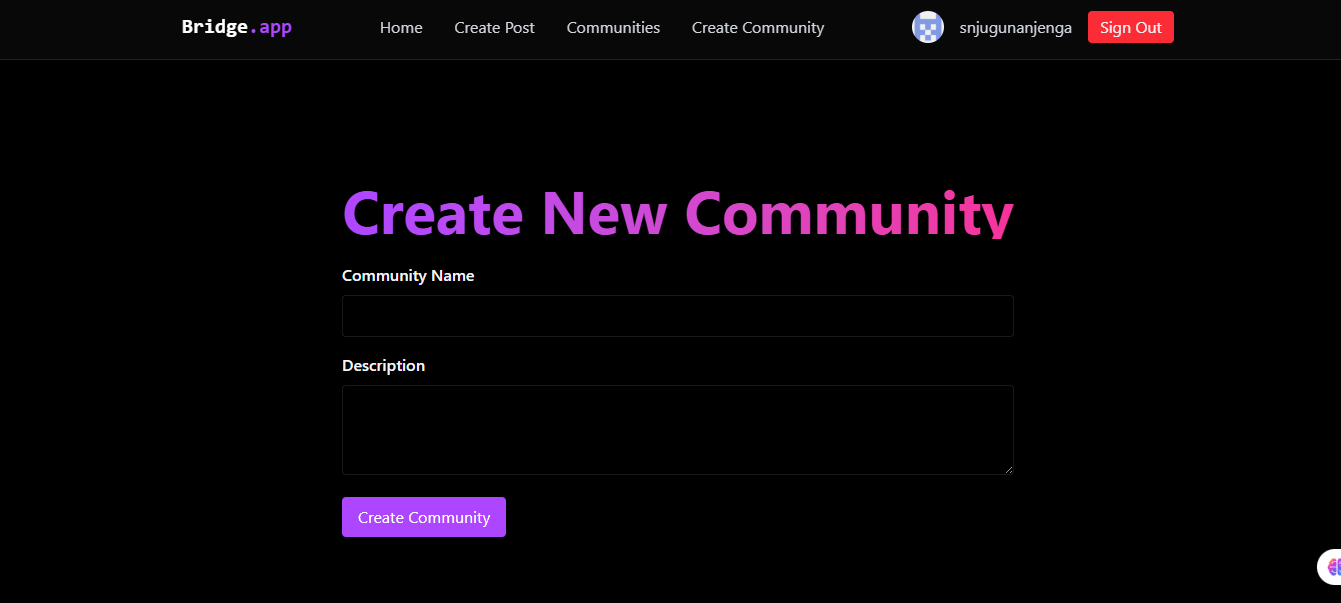 Bridge.app Home Create Post Communities Create Community snjugunanjenga Sign Out
Create New Community
Community Name
Description
Create Community